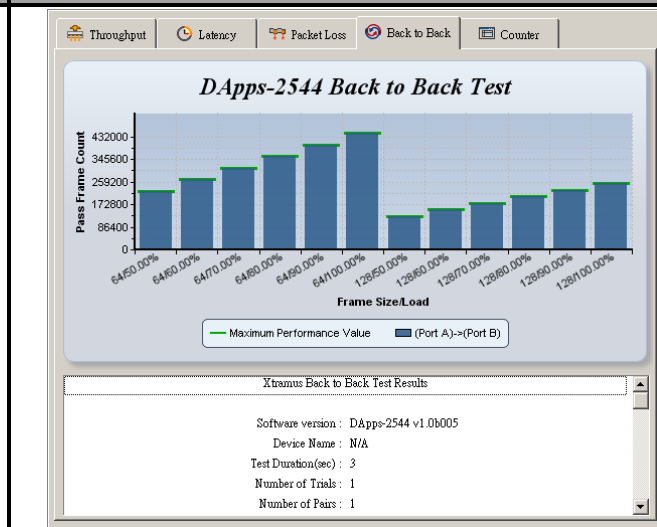 Throughput
Latency
Packet Loss
Back to Back
Counter
DApps-2544 Back to Back Test
Pass Frame Count
432000
345600
259200
172800
86400
0
64/50.00%
64/60.00%
64/70.00%
64/80.00%
64/90.00%
64/100.00%
128/50.00%
128/60.00%
128/70.00%
128/80.00%
128/90.00%
128/100.00%
Frame Size/Load
Maximum Performance Value
(Port A)->(Port B)
Xtramus Back to Back Test Results
Software version : DApps-2544 v1.0b005
Device Name : N/A
Test Duration(sec) : 3
Number of Trials : 1
Number of Pairs : 1